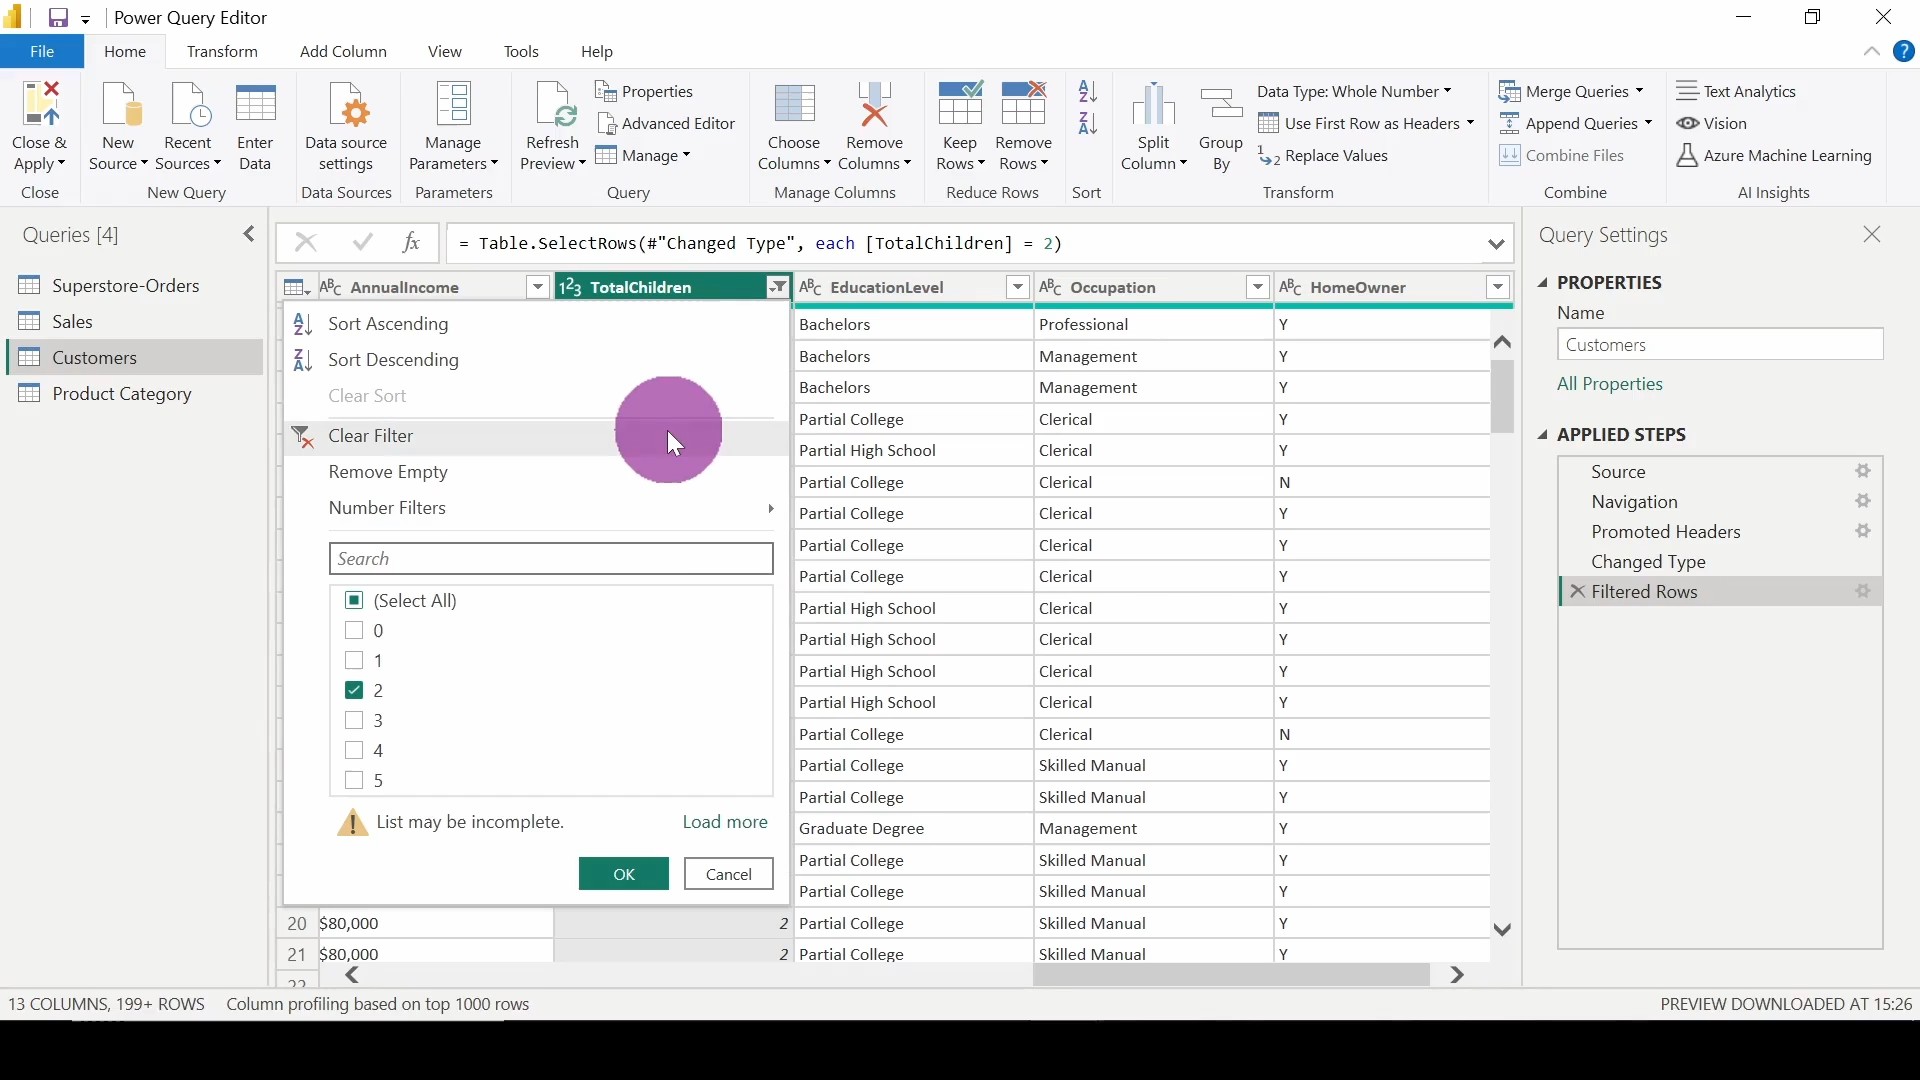 Power Query Editor
File Home Transform Add Column View Tools Help
Close & Apply
New Source
Recent Sources
Enter Data
Data source settings
Manage Parameters
Refresh Preview
Properties
Advanced Editor
Manage
Choose Columns
Remove Columns
Keep Rows
Remove Rows
Split Column
Group By
Data Type: Whole Number
Use First Row as Headers
Replace Values
Merge Queries
Append Queries
Combine Files
Text Analytics
Vision
Azure Machine Learning
Close New Query Data Sources Parameters Query Manage Columns Reduce Rows Sort Transform Combine AI Insights
Queries [4]
Superstore-Orders
Sales
Customers
Product Category
fx = Table.SelectRows(#"Changed Type", each [TotalChildren] = 2)
ABC AnnualIncome 123 TotalChildren ABC EducationLevel ABC Occupation ABC HomeOwner
Sort Ascending
Sort Descending
Clear Sort
Clear Filter
Remove Empty
Number Filters
Search
(Select All)
0
1
2
3
4
5
List may be incomplete. Load more
OK Cancel
Bachelors Professional Y
Bachelors Management Y
Bachelors Management Y
Partial College Clerical Y
Partial High School Clerical Y
Partial College Clerical N
Partial College Clerical Y
Partial College Clerical Y
Partial College Clerical Y
Partial High School Clerical Y
Partial High School Clerical Y
Partial High School Clerical Y
Partial High School Clerical Y
Partial College Clerical N
Partial College Skilled Manual Y
Partial College Skilled Manual Y
Graduate Degree Management Y
Partial College Skilled Manual Y
Partial College Skilled Manual Y
20 $80,000 2 Partial College Skilled Manual Y
21 $80,000 2 Partial College Skilled Manual Y
22
Query Settings
PROPERTIES
Name
Customers
All Properties
APPLIED STEPS
Source
Navigation
Promoted Headers
Changed Type
Filtered Rows
13 COLUMNS, 199+ ROWS Column profiling based on top 1000 rows PREVIEW DOWNLOADED AT 15:26